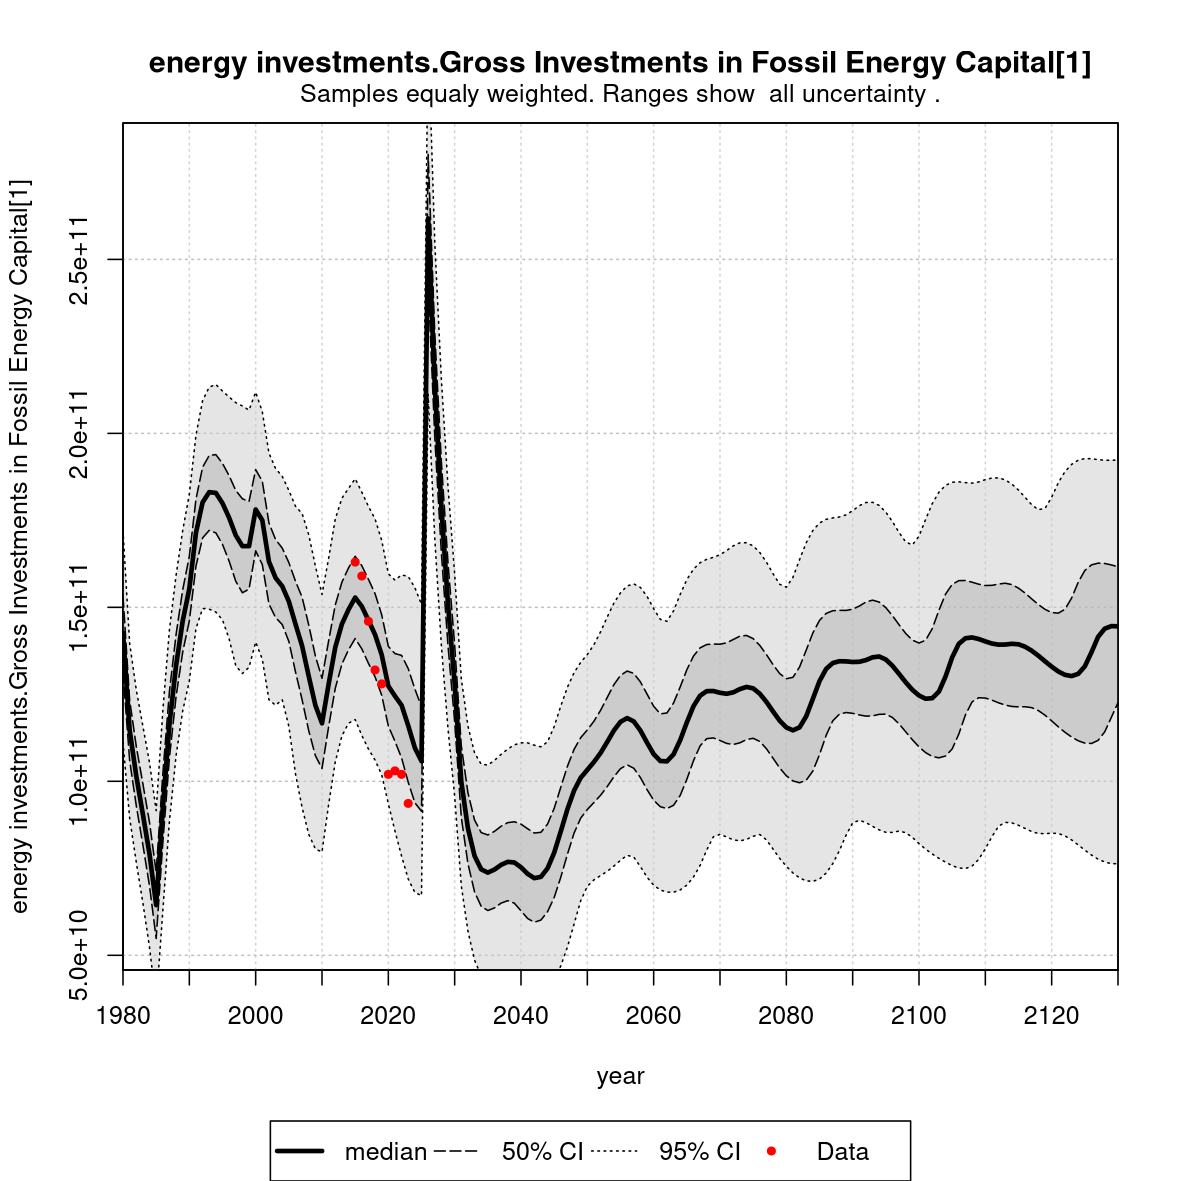 energy investments.Gross Investments in Fossil Energy Capital[1]
Samples equaly weighted. Ranges show  all uncertainty .
energy investments.Gross Investments in Fossil Energy Capital[1]
2.5e+11
2.0e+11
1.5e+11
1.0e+11
5.0e+10
1980 2000 2020 2040 2060 2080 2100 2120
year
median 50% CI 95% CI Data